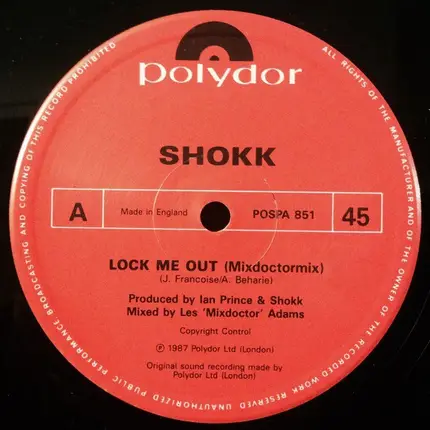 polydor
SHOKK
A
Made in England
POSPA 851
45
LOCK ME OUT (Mixdoctormix)
(J. Francoise/A. Beharie)
Produced by Ian Prince & Shokk
Mixed by Les 'Mixdoctor' Adams
Copyright Control
℗ 1987 Polydor Ltd (London)
Original sound recording made by
Polydor Ltd (London)
ALL RIGHTS OF THE MANUFACTURER AND OF THE OWNER OF THE RECORDED WORK RESERVED UNAUTHORIZED PUBLIC PERFORMANCE BROADCASTING AND COPYING OF THIS RECORD PROHIBITED